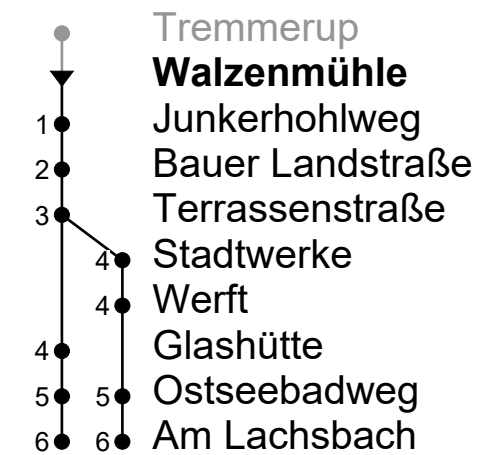 Tremmerup
Walzenmühle
1 Junkerhohlweg
2 Bauer Landstraße
3 Terrassenstraße
4 Stadtwerke
4 Werft
4 Glashütte
5 5 Ostseebadweg
6 6 Am Lachsbach